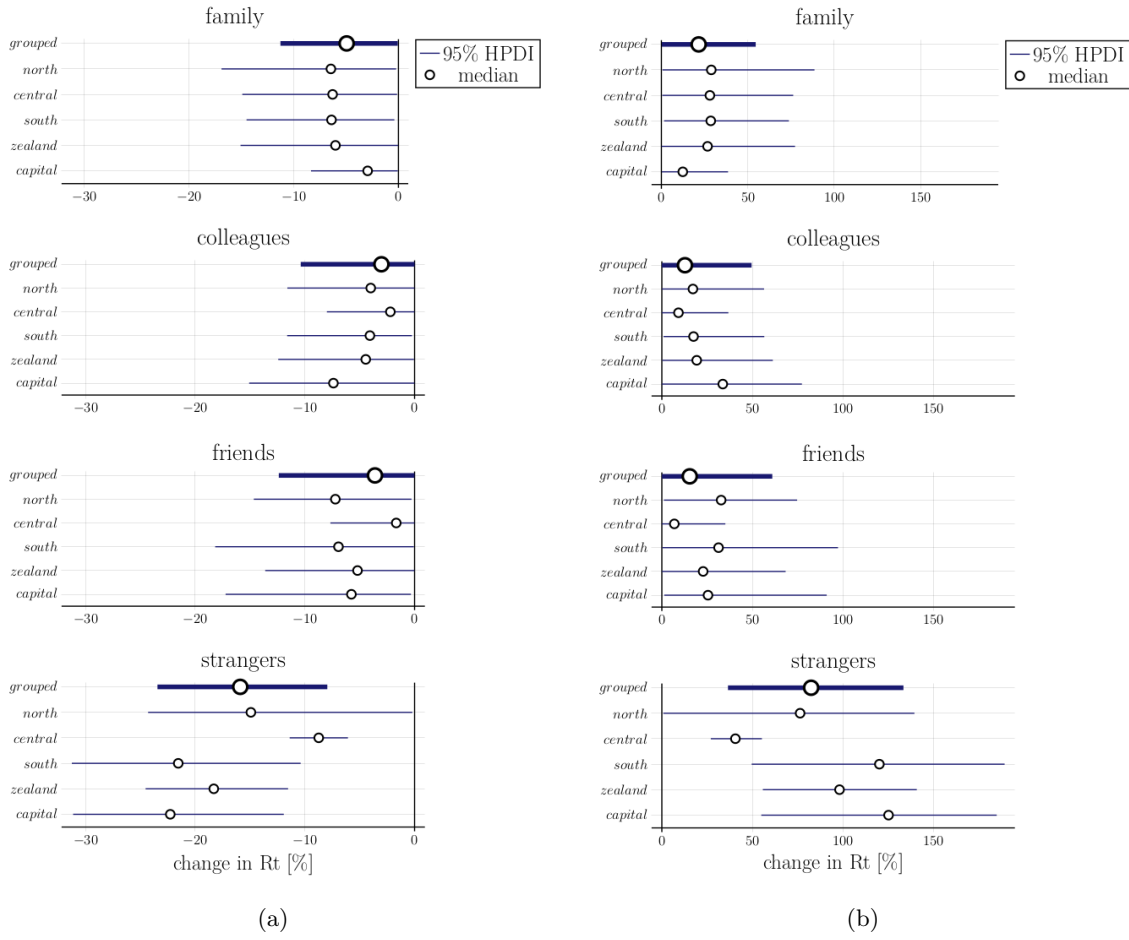 family
grouped
north
central
south
zealand
capital
−30 −20 −10 0
95% HPDI
median
colleagues
grouped
north
central
south
zealand
capital
−30 −20 −10 0
friends
grouped
north
central
south
zealand
capital
−30 −20 −10 0
strangers
grouped
north
central
south
zealand
capital
−30 −20 −10 0
change in Rt [%]
(a)
family
grouped
north
central
south
zealand
capital
0 50 100 150
95% HPDI
median
colleagues
grouped
north
central
south
zealand
capital
0 50 100 150
friends
grouped
north
central
south
zealand
capital
0 50 100 150
strangers
grouped
north
central
south
zealand
capital
0 50 100 150
change in Rt [%]
(b)